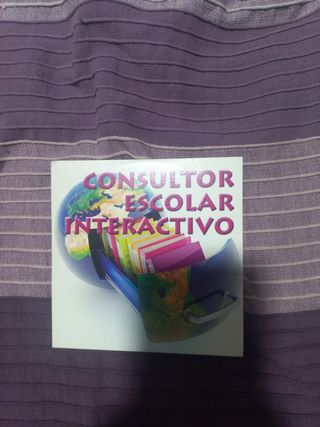 CONSULTOR
ESCOLAR
INTERACTIVO